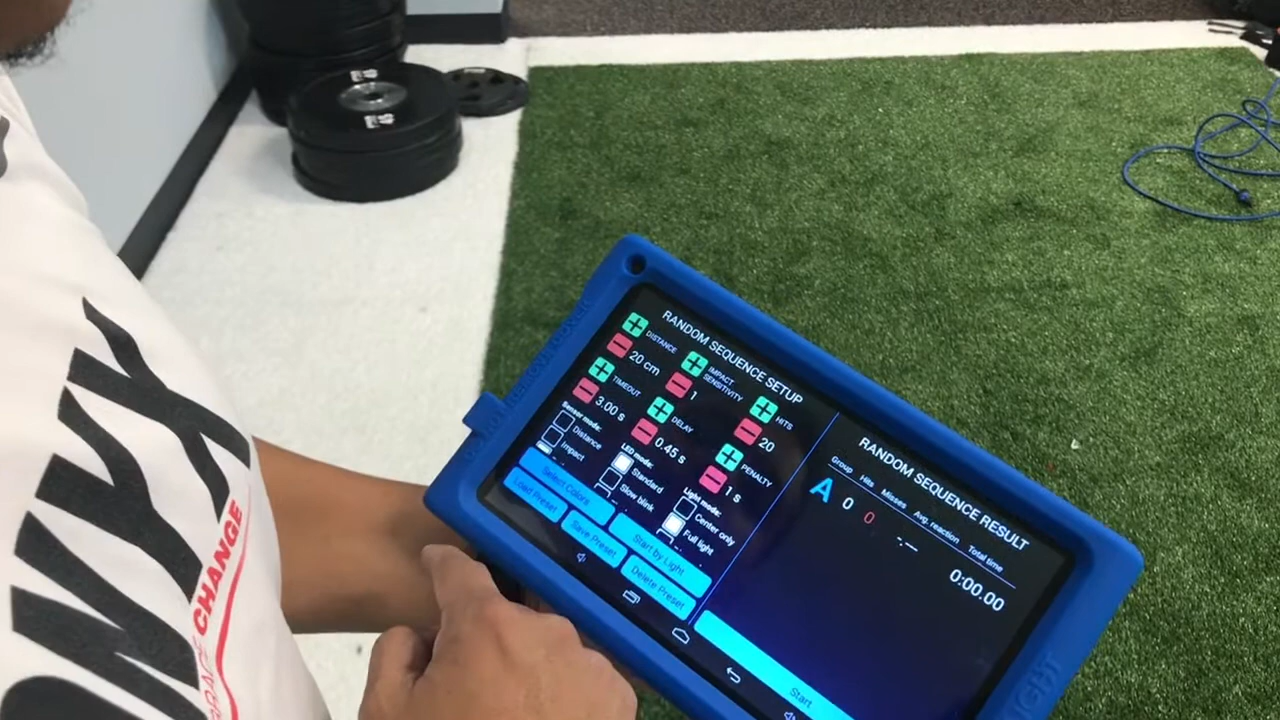 RANDOM SEQUENCE SETUP
DISTANCE
20 cm
IMPACT
SENSITIVITY
1
HITS
20
TIMEOUT
3.00 s
DELAY
0.45 s
PENALTY
1 s
Sensor mode:
Distance
Impact
LED mode:
Standard
Slow blink
Light mode:
Center only
Full light
Select Colors
Start by Light
Load Preset
Save Preset
Delete Preset
RANDOM SEQUENCE RESULT
Group Hits Misses Avg. reaction Total time
A 0 0 -.-- 0:00.00
Start
CHANGE